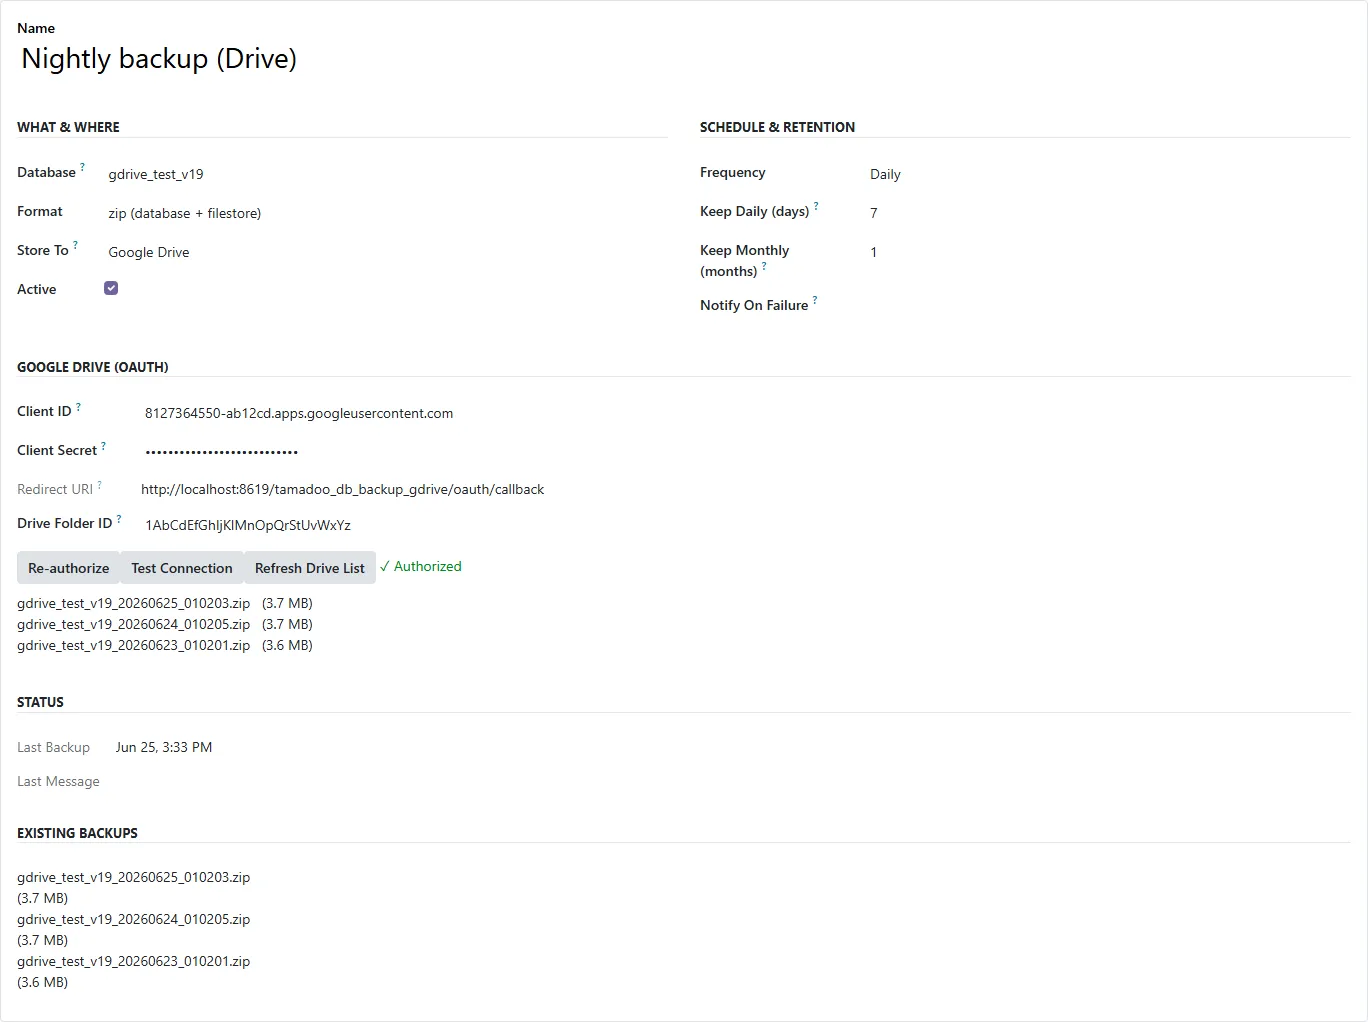 Name
Nightly backup (Drive)
WHAT & WHERE
Database ?
gdrive_test_v19
Format
zip (database + filestore)
Store To ?
Google Drive
Active
SCHEDULE & RETENTION
Frequency
Daily
Keep Daily (days) ?
7
Keep Monthly
(months) ?
1
Notify On Failure ?
GOOGLE DRIVE (OAUTH)
Client ID ?
8127364550-ab12cd.apps.googleusercontent.com
Client Secret ?
•••••••••••••••••••••••••••
Redirect URI ?
http://localhost:8619/tamadoo_db_backup_gdrive/oauth/callback
Drive Folder ID ?
1AbCdEfGhIjKlMnOpQrStUvWxYz
Re-authorize
Test Connection
Refresh Drive List
✓ Authorized
gdrive_test_v19_20260625_010203.zip (3.7 MB)
gdrive_test_v19_20260624_010205.zip (3.7 MB)
gdrive_test_v19_20260623_010201.zip (3.6 MB)
STATUS
Last Backup
Jun 25, 3:33 PM
Last Message
EXISTING BACKUPS
gdrive_test_v19_20260625_010203.zip
(3.7 MB)
gdrive_test_v19_20260624_010205.zip
(3.7 MB)
gdrive_test_v19_20260623_010201.zip
(3.6 MB)